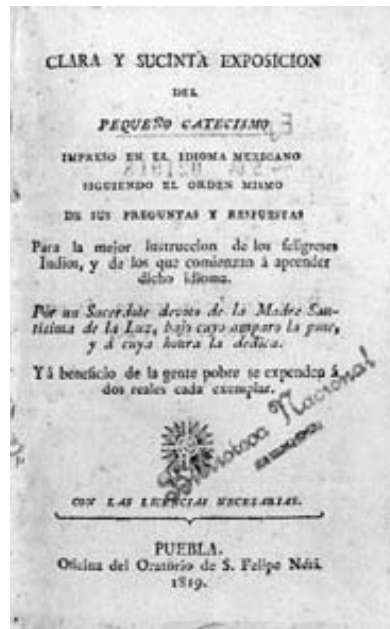 CLARA Y SUCINTA EXPOSICION
DEL
PEQUEÑO CATECISMO
IMPRESO EN EL IDIOMA MEXICANO
SIGUIENDO EL ORDEN MISMO
DE SUS PREGUNTAS Y RESPUESTAS
Para la mejor instruccion de los feligreses
Indios, y de los que comienzan á aprender
dicho idioma.
Por un Sacerdote devoto de la Madre San-
tísima de la Luz, bajo cuyo amparo la pone,
y á cuya honra la dedica.
Y á beneficio de la gente pobre se expenden á
dos reales cada exemplar.
Biblioteca Nacional
CON LAS LICENCIAS NECESARIAS.
PUEBLA.
Oficina del Oratorio de S. Felipe Neri.
1819.